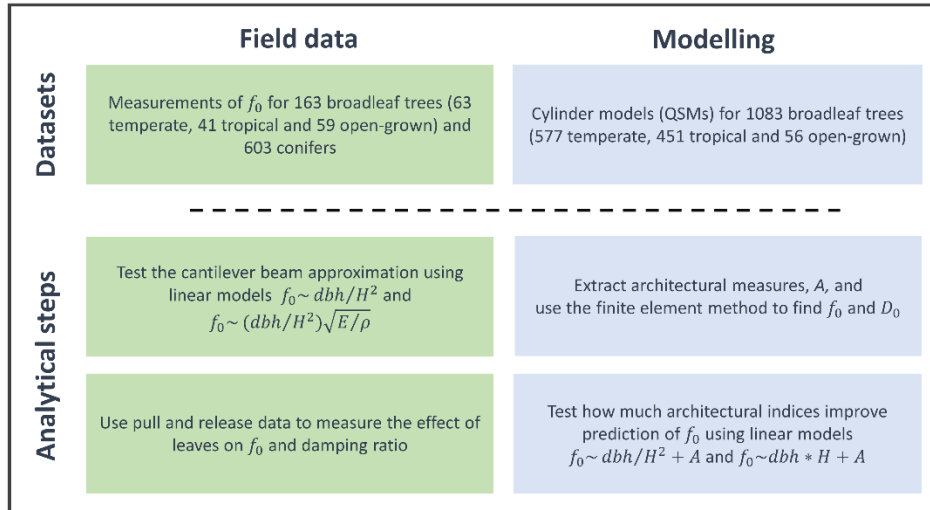 Field data
Modelling
Datasets
Measurements of f₀ for 163 broadleaf trees (63
temperate, 41 tropical and 59 open-grown) and
603 conifers
Cylinder models (QSMs) for 1083 broadleaf trees
(577 temperate, 451 tropical and 56 open-grown)
Analytical steps
Test the cantilever beam approximation using
linear models f₀~ dbh/H² and
f₀~ (dbh/H²)√E/ρ
Extract architectural measures, A, and
use the finite element method to find f₀ and D₀
Use pull and release data to measure the effect of
leaves on f₀ and damping ratio
Test how much architectural indices improve
prediction of f₀ using linear models
f₀~ dbh/H² + A and f₀~dbh * H + A